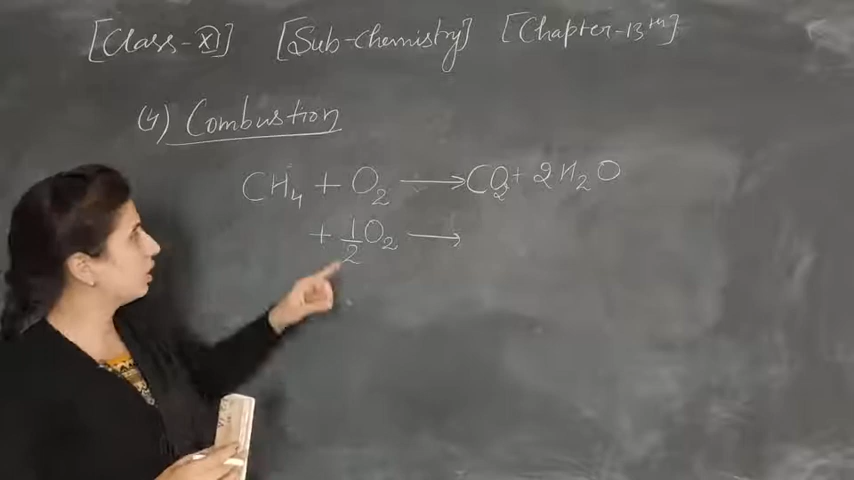 [Class-XI] [Sub-Chemistry] [Chapter-13th]
(4) Combustion
CH₄ + O₂ ⟶ CO₂ + 2H₂O
+ 1/2 O₂ ⟶